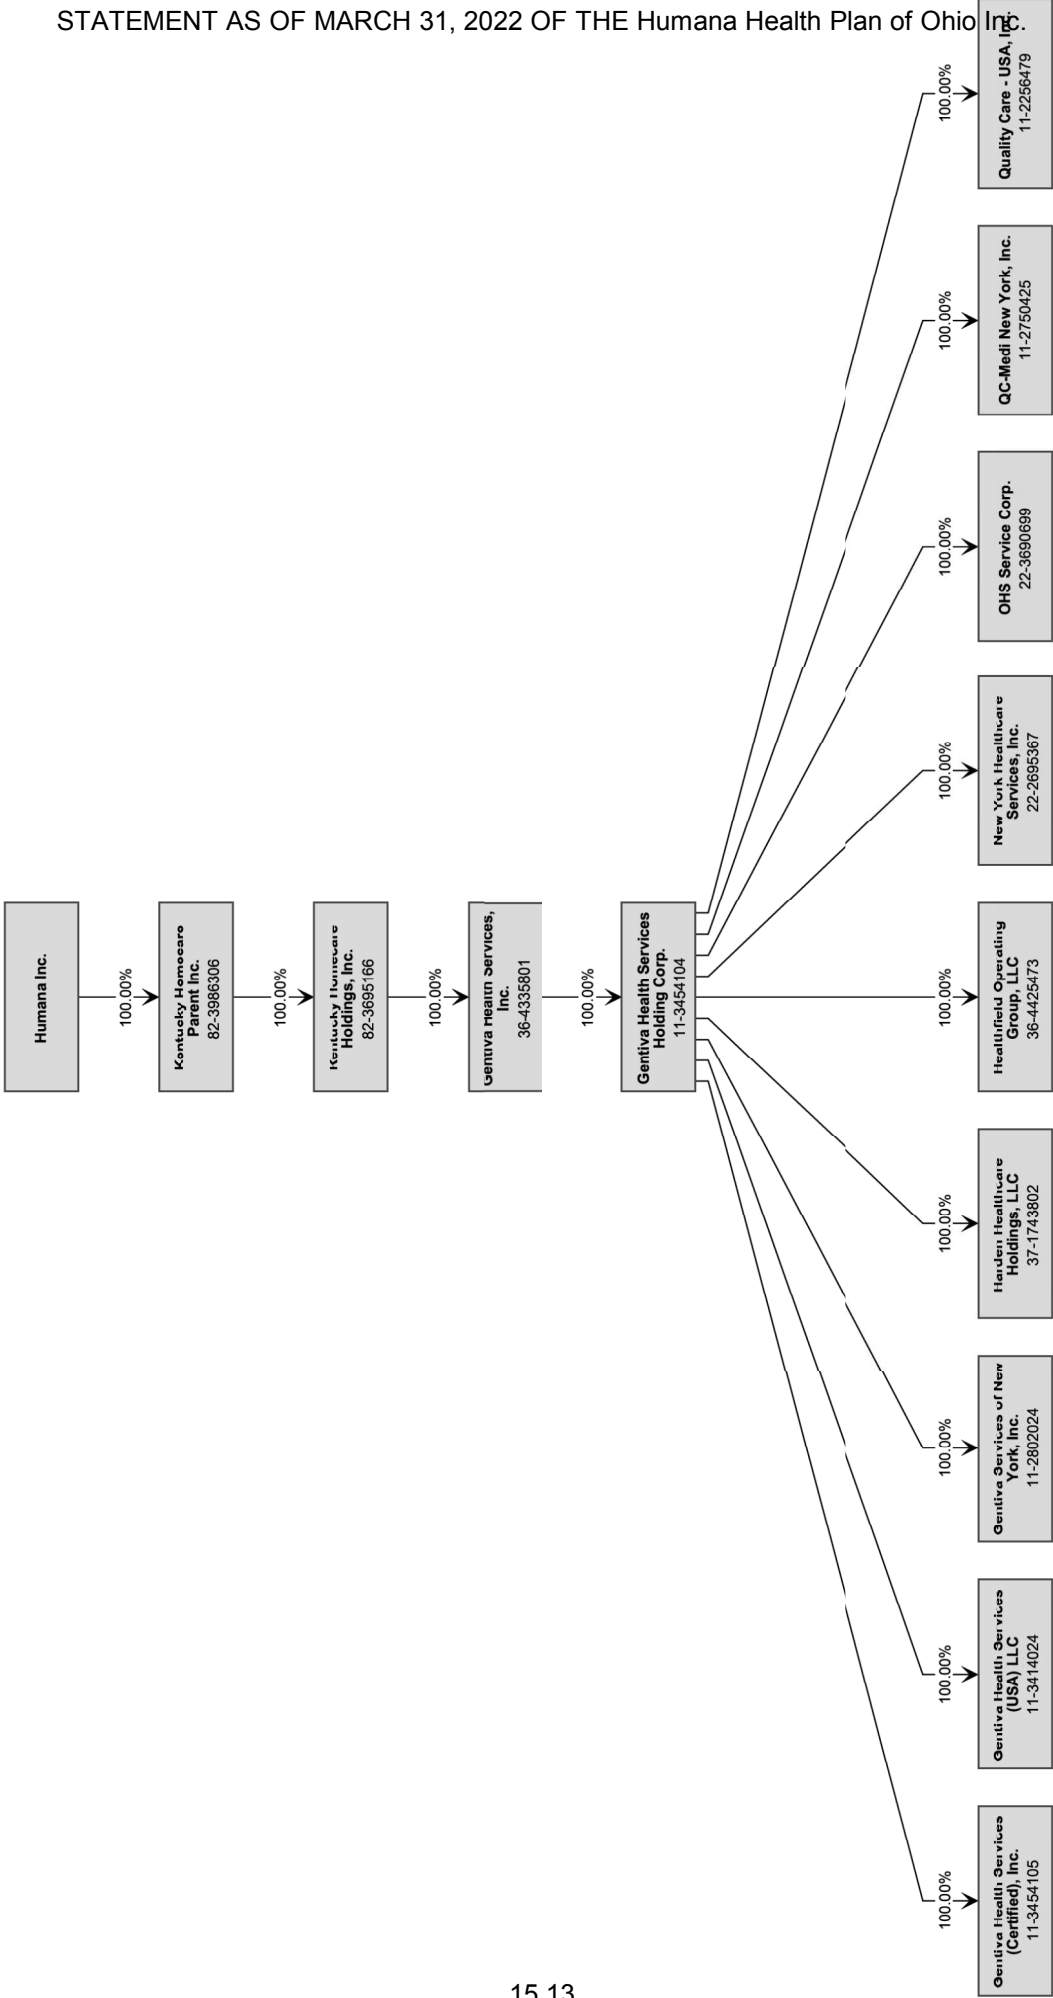 STATEMENT AS OF MARCH 31, 2022 OF THE Humana Health Plan of Ohio Inc.
Humana Inc.
100.00%
Kentucky Homecare
Parent Inc.
82-3986306
100.00%
Kentucky Homecare
Holdings, Inc.
82-3695166
100.00%
Gentiva Health Services,
Inc.
36-4335801
100.00%
Gentiva Health Services
Holding Corp.
11-3454104
100.00%
Gentiva Health Services
(Certified), Inc.
11-3454105
100.00%
Gentiva Health Services
(USA) LLC
11-3414024
100.00%
Gentiva Services of New
York, Inc.
11-2802024
100.00%
Harden Healthcare
Holdings, LLC
37-1743802
100.00%
Healthfield Operating
Group, LLC
36-4425473
100.00%
New York Healthcare
Services, Inc.
22-2695367
100.00%
OHS Service Corp.
22-3690699
100.00%
QC-Medi New York, Inc.
11-2750425
100.00%
Quality Care - USA, Inc.
11-2256479
15.13